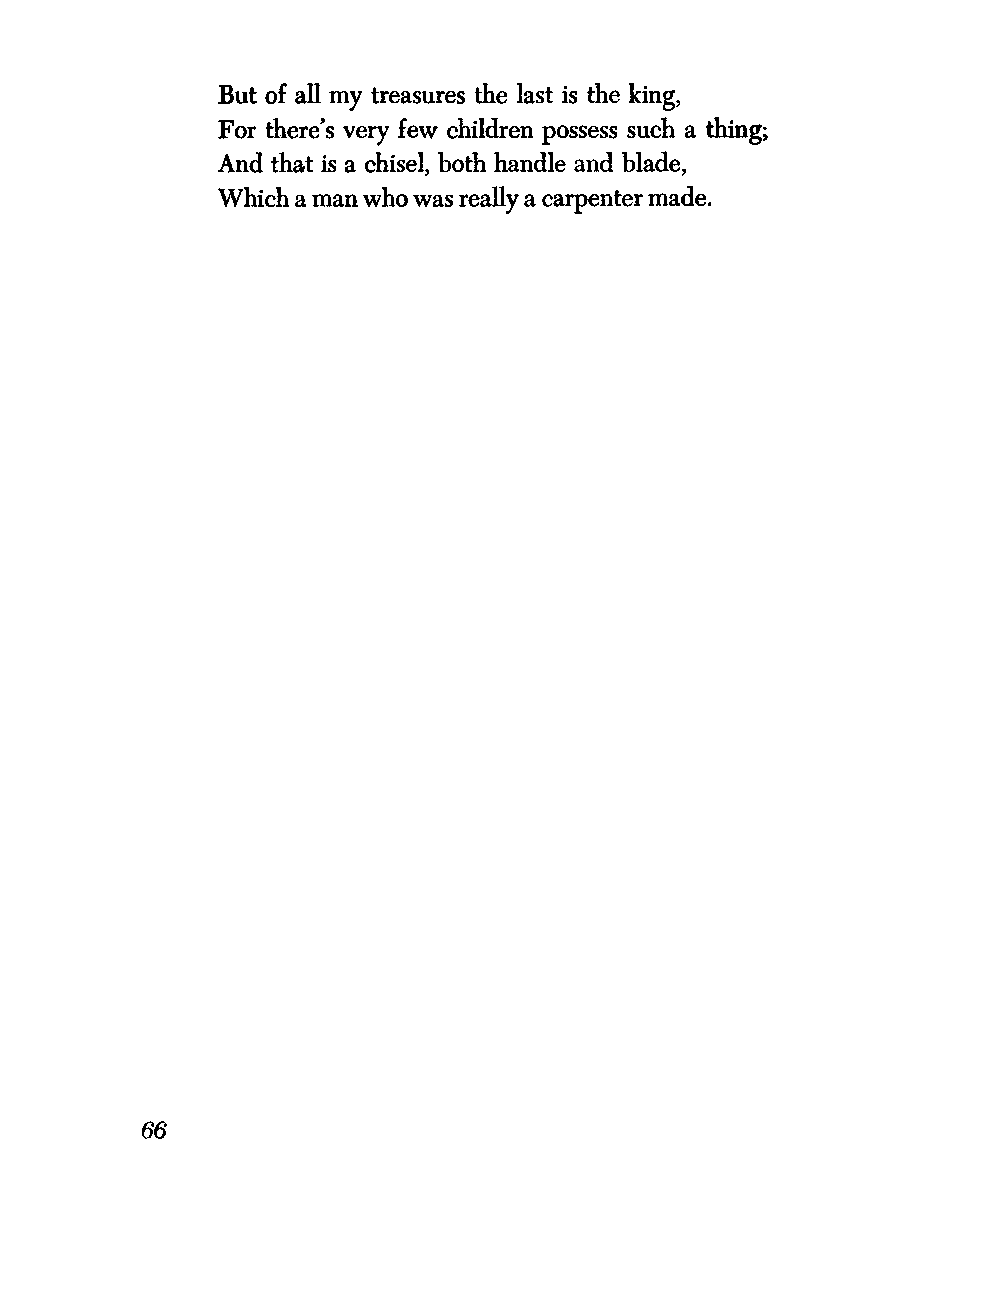 But of all my treasures the last is the king,
For there's very few children possess such a thing;
And that is a chisel, both handle and blade,
Which a man who was really a carpenter made.
66